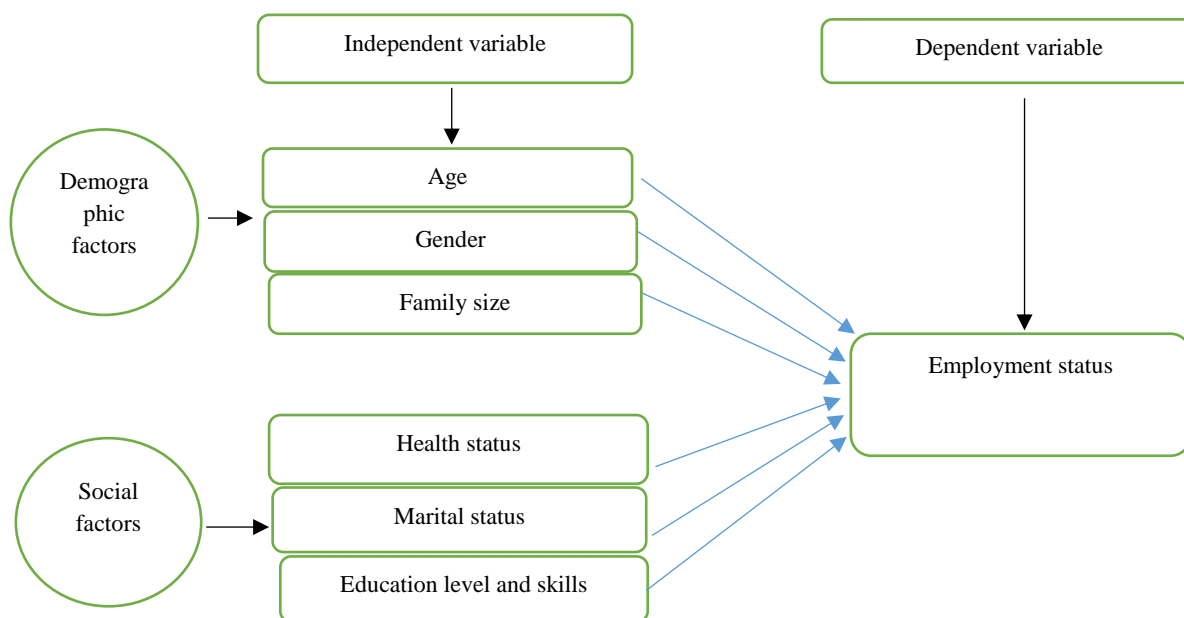 Independent variable
Dependent variable
Demogra
phic
factors
Age
Gender
Family size
Employment status
Social
factors
Health status
Marital status
Education level and skills